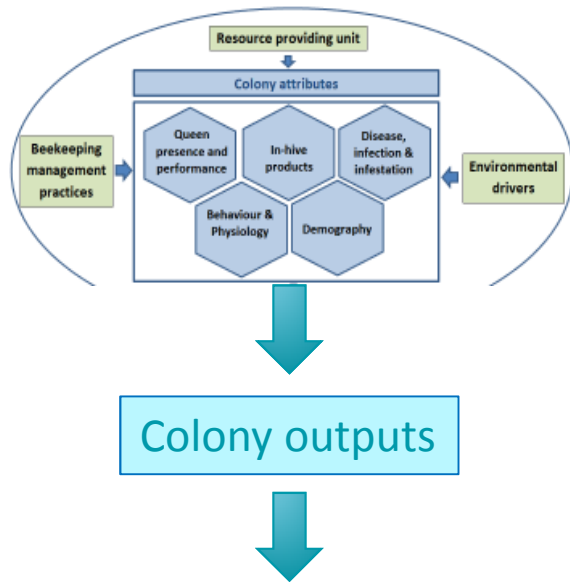 Resource providing unit
Colony attributes
Queen
presence and
performance
In-hive
products
Disease,
infection &
infestation
Beekeeping
management
practices
Environmental
drivers
Behaviour &
Physiology
Demography
Colony outputs